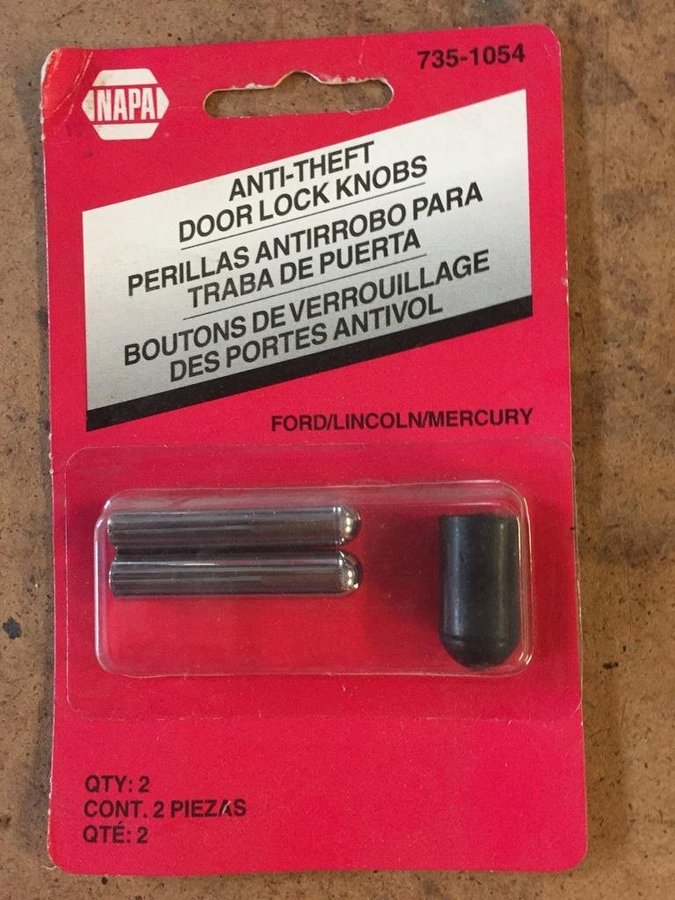 NAPA
735-1054
ANTI-THEFT
DOOR LOCK KNOBS
PERILLAS ANTIRROBO PARA
TRABA DE PUERTA
BOUTONS DE VERROUILLAGE
DES PORTES ANTIVOL
FORD/LINCOLN/MERCURY
QTY: 2
CONT. 2 PIEZAS
QTÉ: 2